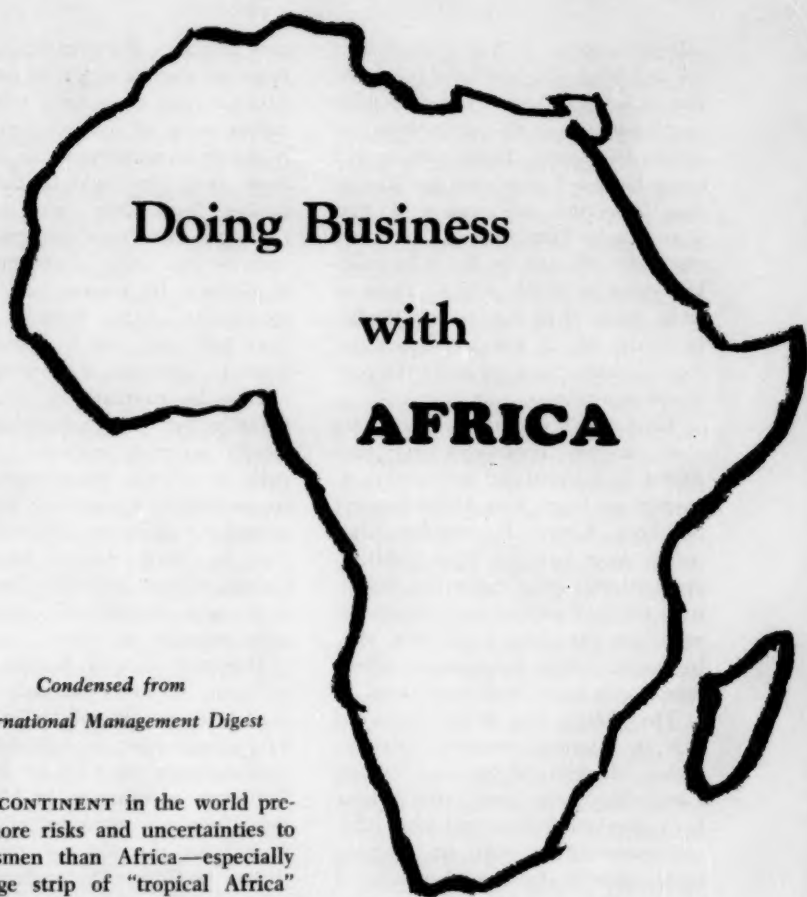 Doing Business
with
AFRICA
Condensed from
rnational Management Digest
CONTINENT in the world pre-
ore risks and uncertainties to
smen than Africa—especially
ge strip of "tropical Africa"